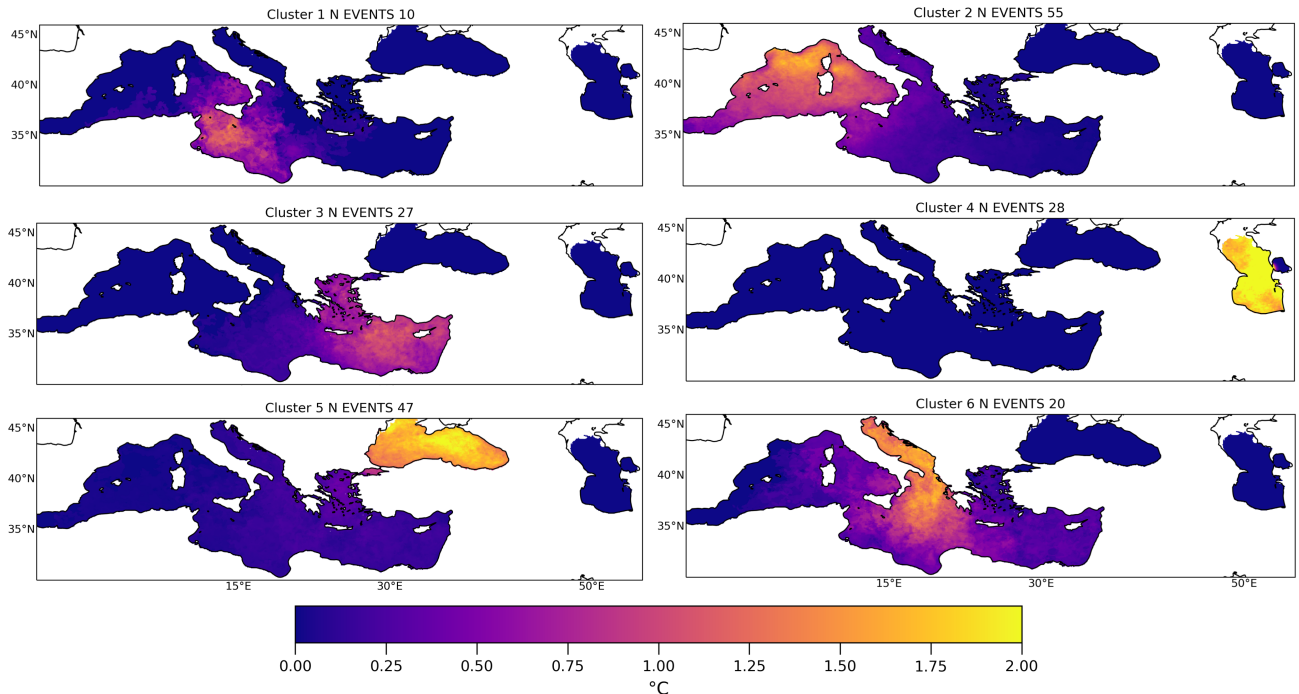 Cluster 1 N EVENTS 10
45°N
40°N
35°N
Cluster 2 N EVENTS 55
45°N
40°N
35°N
Cluster 3 N EVENTS 27
45°N
40°N
35°N
Cluster 4 N EVENTS 28
45°N
40°N
35°N
Cluster 5 N EVENTS 47
45°N
40°N
35°N
15°E 30°E 50°E
Cluster 6 N EVENTS 20
45°N
40°N
35°N
15°E 30°E 50°E
0.00 0.25 0.50 0.75 1.00 1.25 1.50 1.75 2.00
°C